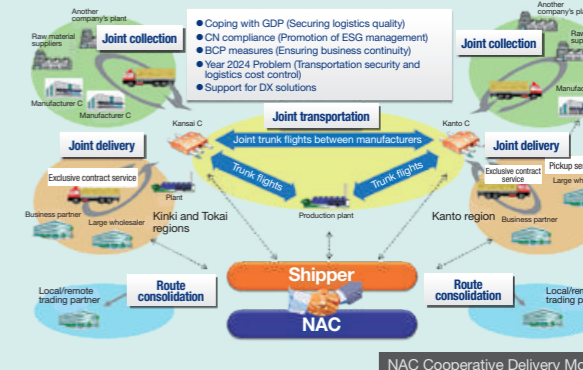 Another
company's plant
Raw material
suppliers
Joint collection
Manufacturer C
Manufacturer C
● Coping with GDP (Securing logistics quality)
● CN compliance (Promotion of ESG management)
● BCP measures (Ensuring business continuity)
● Year 2024 Problem (Transportation security and
logistics cost control)
● Support for DX solutions
Another
company's pla
Joint collection
Raw
sup
Manufac
Kansai C
Joint transportation
Kanto C
Joint trunk flights between manufacturers
Trunk flights
Trunk flights
Production plant
Joint delivery
Exclusive contract service
Plant
Business partner
Large wholesaler
Kinki and Tokai
regions
Joint delivery
Exclusive contract
service
Pickup se
Large wh
Kanto region
Business partner
Shipper
NAC
Local/remote
trading partner
Route
consolidation
Route
consolidation
Local/rem
trading p
NAC Cooperative Delivery Mo